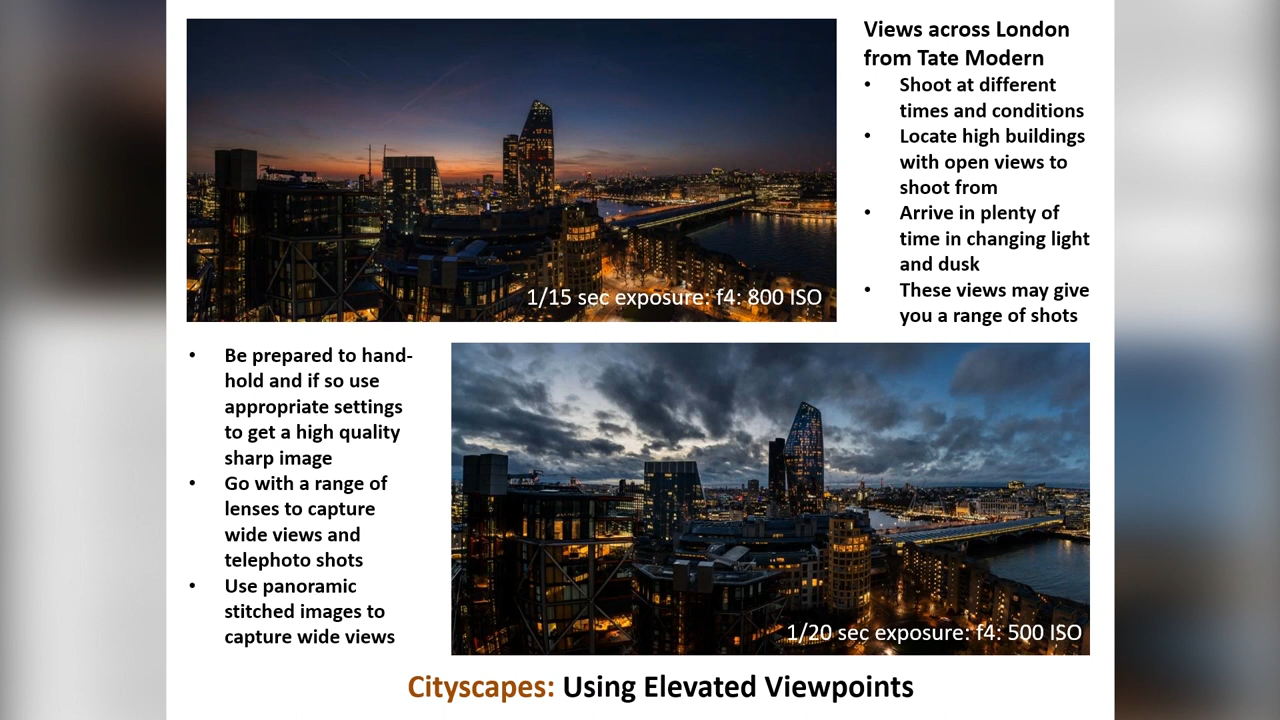 Views across London
from Tate Modern
• Shoot at different
times and conditions
• Locate high buildings
with open views to
shoot from
• Arrive in plenty of
time in changing light
and dusk
• These views may give
you a range of shots
1/15 sec exposure: f4: 800 ISO
• Be prepared to hand-
hold and if so use
appropriate settings
to get a high quality
sharp image
• Go with a range of
lenses to capture
wide views and
telephoto shots
• Use panoramic
stitched images to
capture wide views
1/20 sec exposure: f4: 500 ISO
Cityscapes: Using Elevated Viewpoints